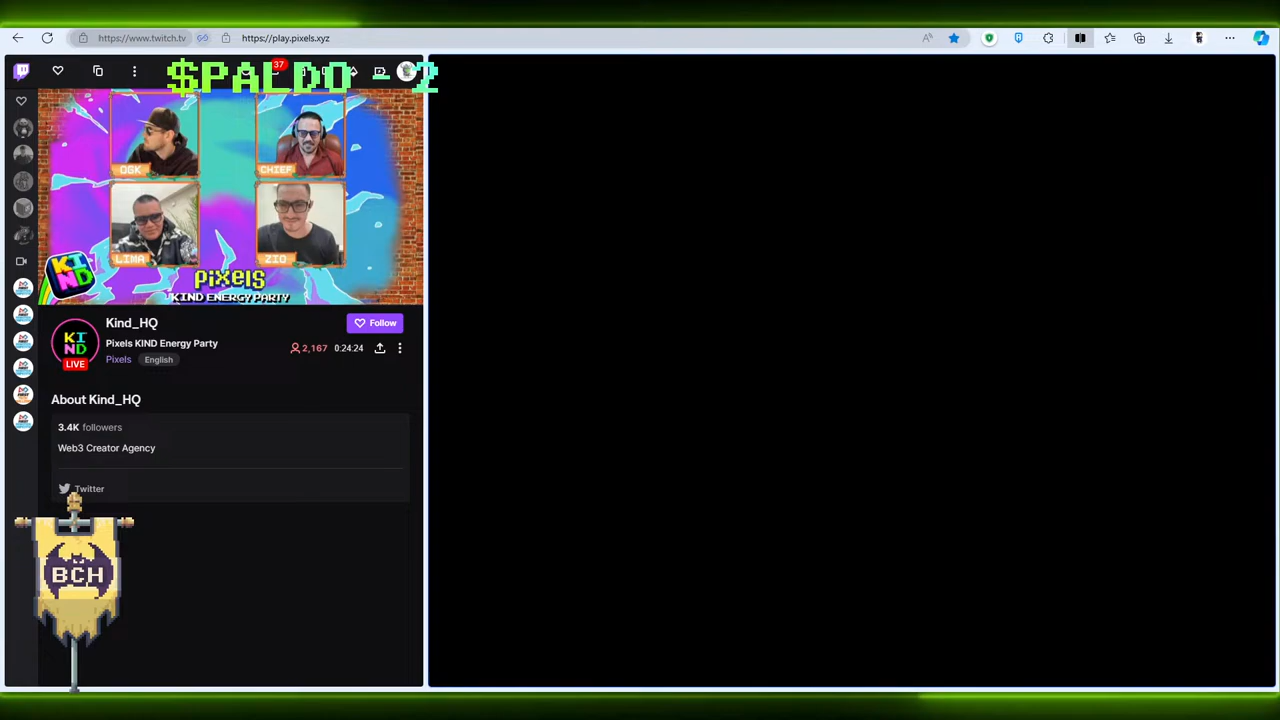 https://www.twitch.tv
https://play.pixels.xyz
37
$PALDO - 2
OGK
CHIEF
LIMA
ZIO
KIND
pixels
KIND ENERGY PARTY
KIND
LIVE
Kind_HQ
Follow
Pixels KIND Energy Party
2,167
0:24:24
Pixels
English
About Kind_HQ
3.4K followers
Web3 Creator Agency
Twitter
BCH